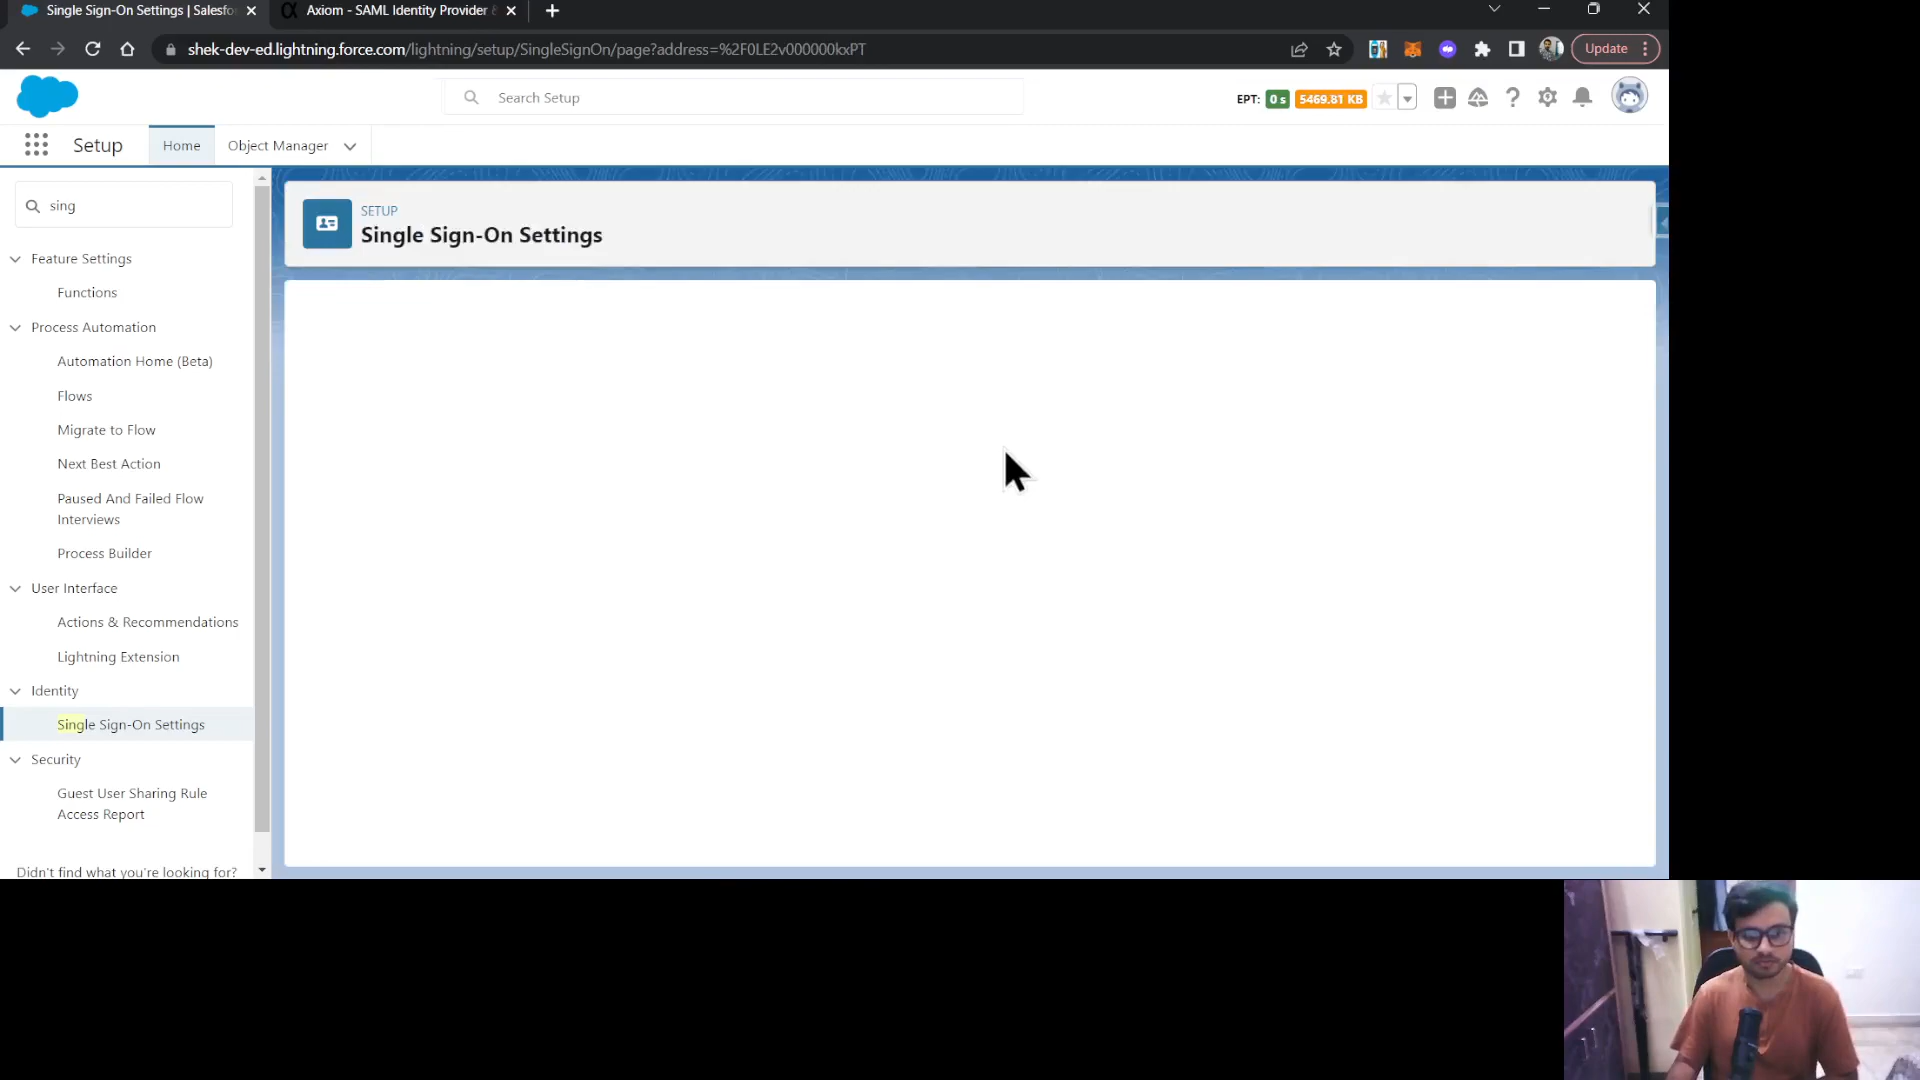 Single Sign-On Settings | Salesfo
Axiom - SAML Identity Provider &
shek-dev-ed.lightning.force.com/lightning/setup/SingleSignOn/page?address=%2F0LE2v000000kxPT
Update
Search Setup
EPT: 0 s 5469.81 KB
Setup
Home
Object Manager
sing
SETUP
Single Sign-On Settings
Feature Settings
Functions
Process Automation
Automation Home (Beta)
Flows
Migrate to Flow
Next Best Action
Paused And Failed Flow
Interviews
Process Builder
User Interface
Actions & Recommendations
Lightning Extension
Identity
Single Sign-On Settings
Security
Guest User Sharing Rule
Access Report
Didn't find what you're looking for?